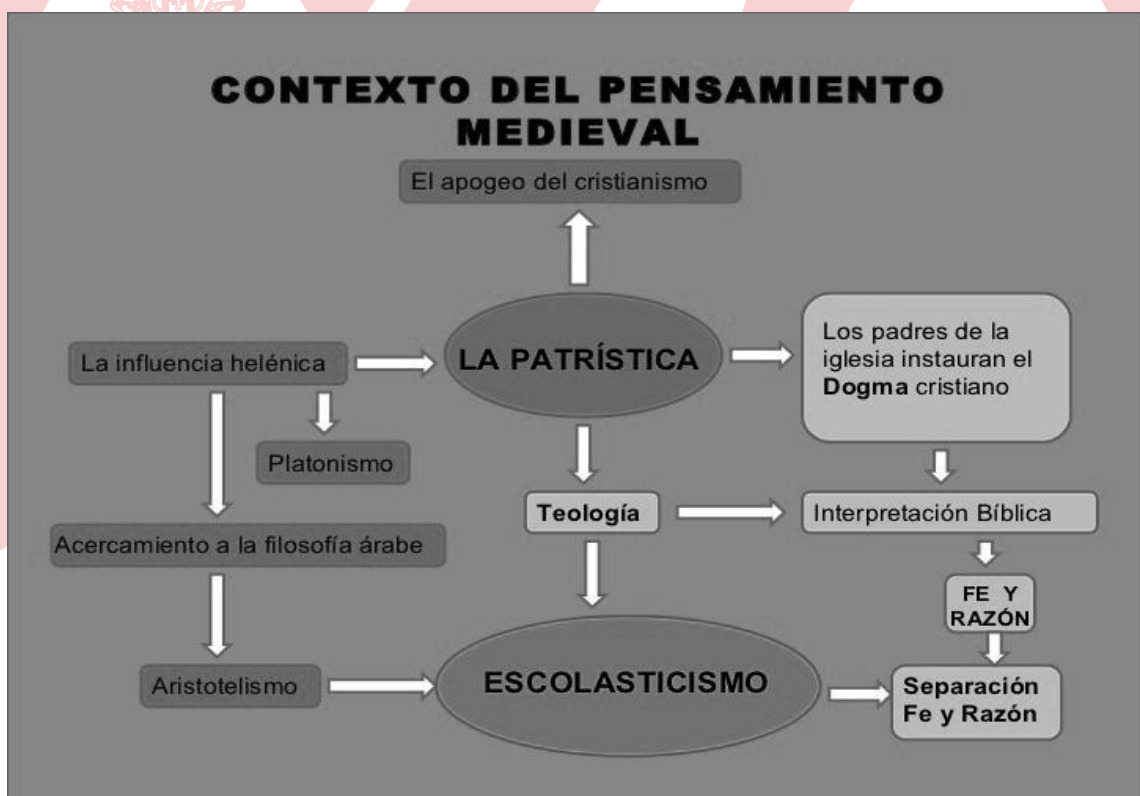 CONTEXTO DEL PENSAMIENTO
MEDIEVAL
El apogeo del cristianismo
La influencia helénica
LA PATRÍSTICA
Los padres de la
iglesia instauran el
Dogma cristiano
Platonismo
Teología
Interpretación Bíblica
Acercamiento a la filosofía árabe
FE Y
RAZÓN
Aristotelismo
ESCOLASTICISMO
Separación
Fe y Razón